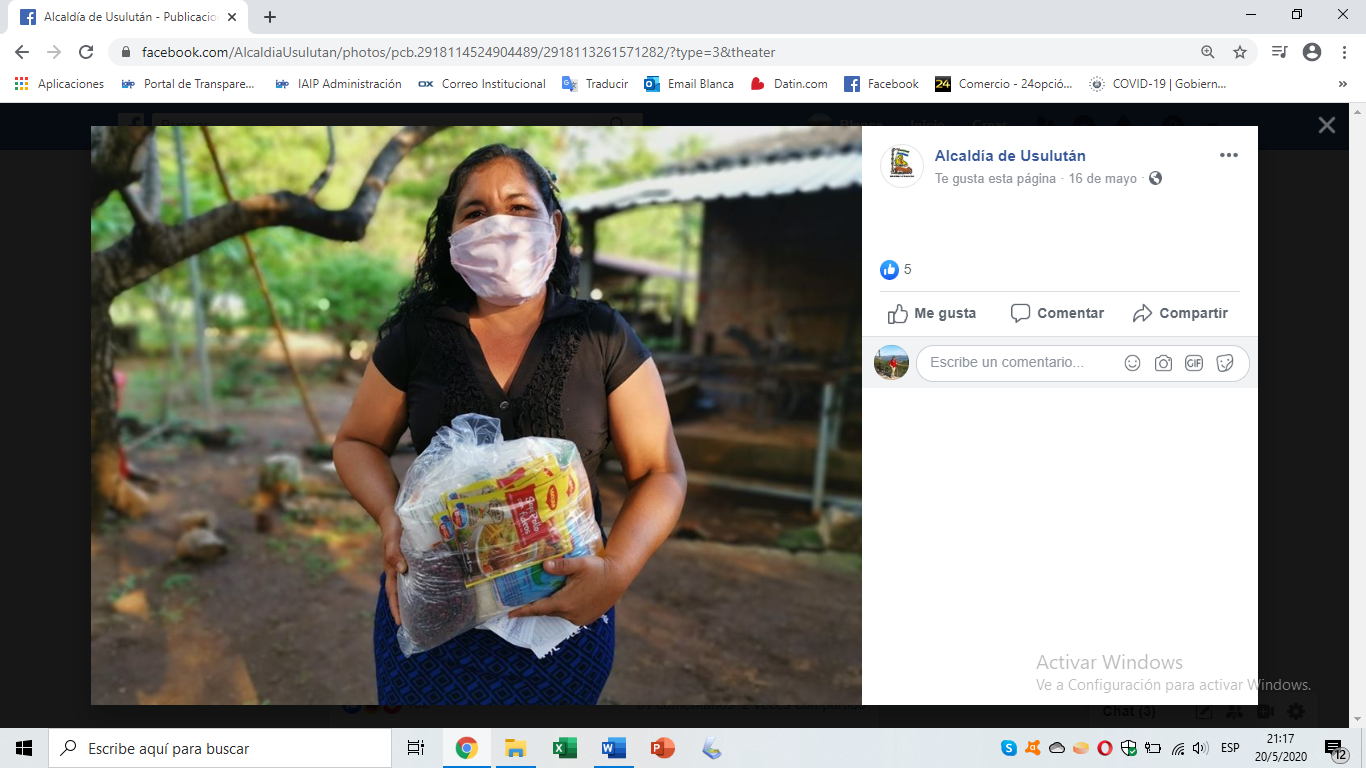 Alcaldía de Usulután - Publicacio
facebook.com/AlcaldiaUsulutan/photos/pcb.2918114524904489/2918113261571282/?type=3&theater
Aplicaciones
Portal de Transpare...
IAIP Administración
Correo Institucional
Traducir
Email Blanca
Datin.com
Facebook
Comercio - 24opció...
COVID-19 | Gobiern...
»
Alcaldía de Usulután
Te gusta esta página · 16 de mayo ·
5
Me gusta
Comentar
Compartir
Escribe un comentario...
GIF
MAGGI
Activar Windows
Ve a Configuración para activar Windows.
Chat (3)
Escribe aquí para buscar
ESP
21:17
20/5/2020
12